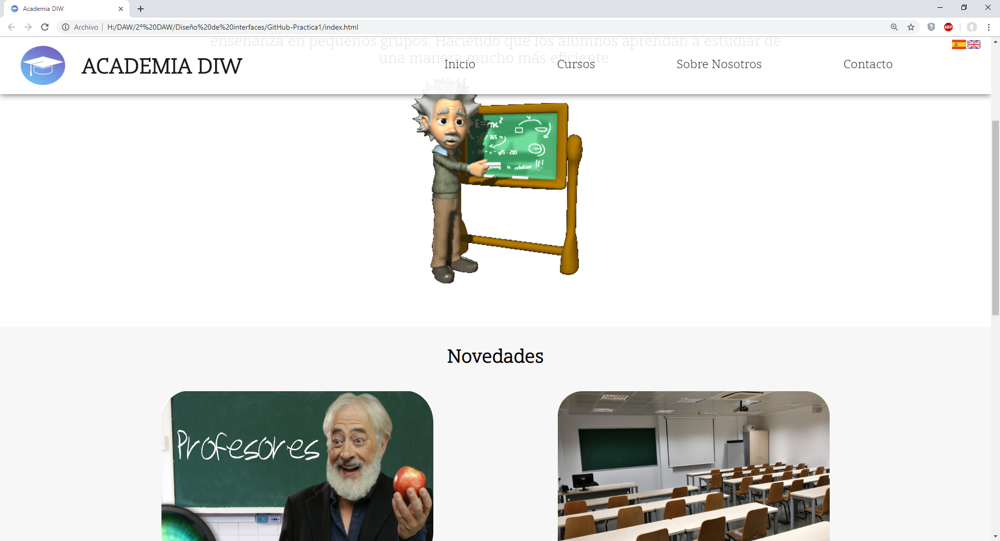 Academia DIW
Archivo
H:/DAW/2º%20DAW/Diseño%20de%20interfaces/GitHub-Practica1/index.html
ABP
enseñanza en pequeños grupos. Haciendo que los alumnos aprendan a estudiar de
una manera mucho más eficiente.
ACADEMIA DIW
Inicio
Cursos
Sobre Nosotros
Contacto
E=mc²
/ 365 =
x - y(5 - 20)
is relative !!!
Novedades
Profesores